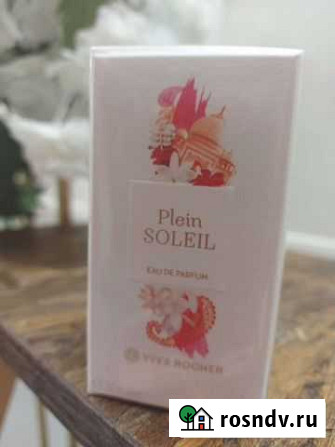 Plein
SOLEIL
EAU DE PARFUM
YVES ROCHER
rosndv.ru